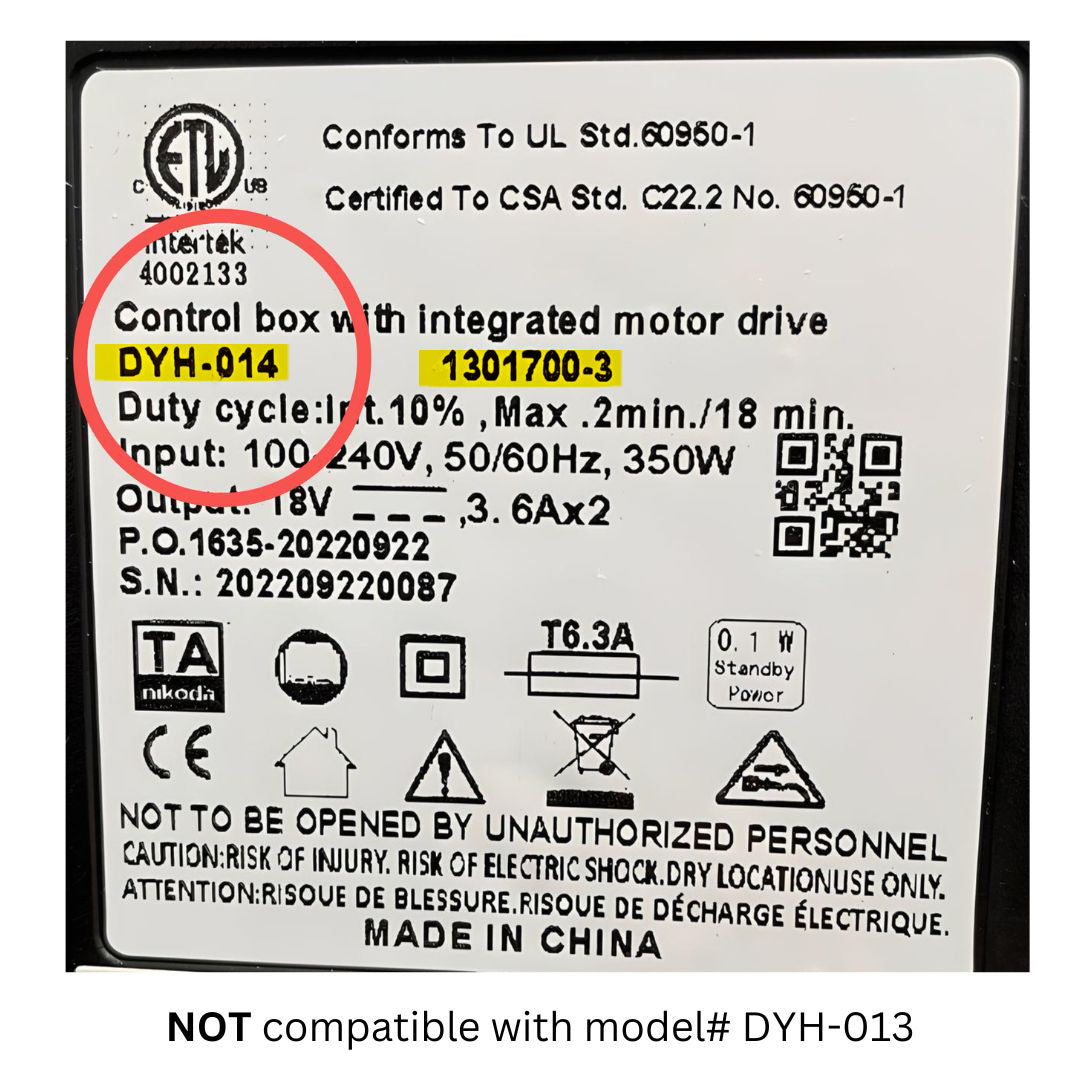 ETL
C US
Intertek
4002133
Conforms To UL Std.60950-1
Certified To CSA Std. C22.2 No. 60950-1
Control box with integrated motor drive
DYH-014 1301700-3
Duty cycle:Int.10% ,Max .2min./18 min.
Input: 100-240V, 50/60Hz, 350W
Output: 18V ,3. 6Ax2
P.O.1635-20220922
S.N.: 202209220087
TA
nikoda
T6.3A
0. 1 W
Standby
Power
CE
NOT TO BE OPENED BY UNAUTHORIZED PERSONNEL
CAUTION:RISK OF INJURY. RISK OF ELECTRIC SHOCK.DRY LOCATIONUSE ONLY.
ATTENTION:RISOUE DE BLESSURE.RISOUE DE DÉCHARGE ÉLECTRIQUE.
MADE IN CHINA
NOT compatible with model# DYH-013